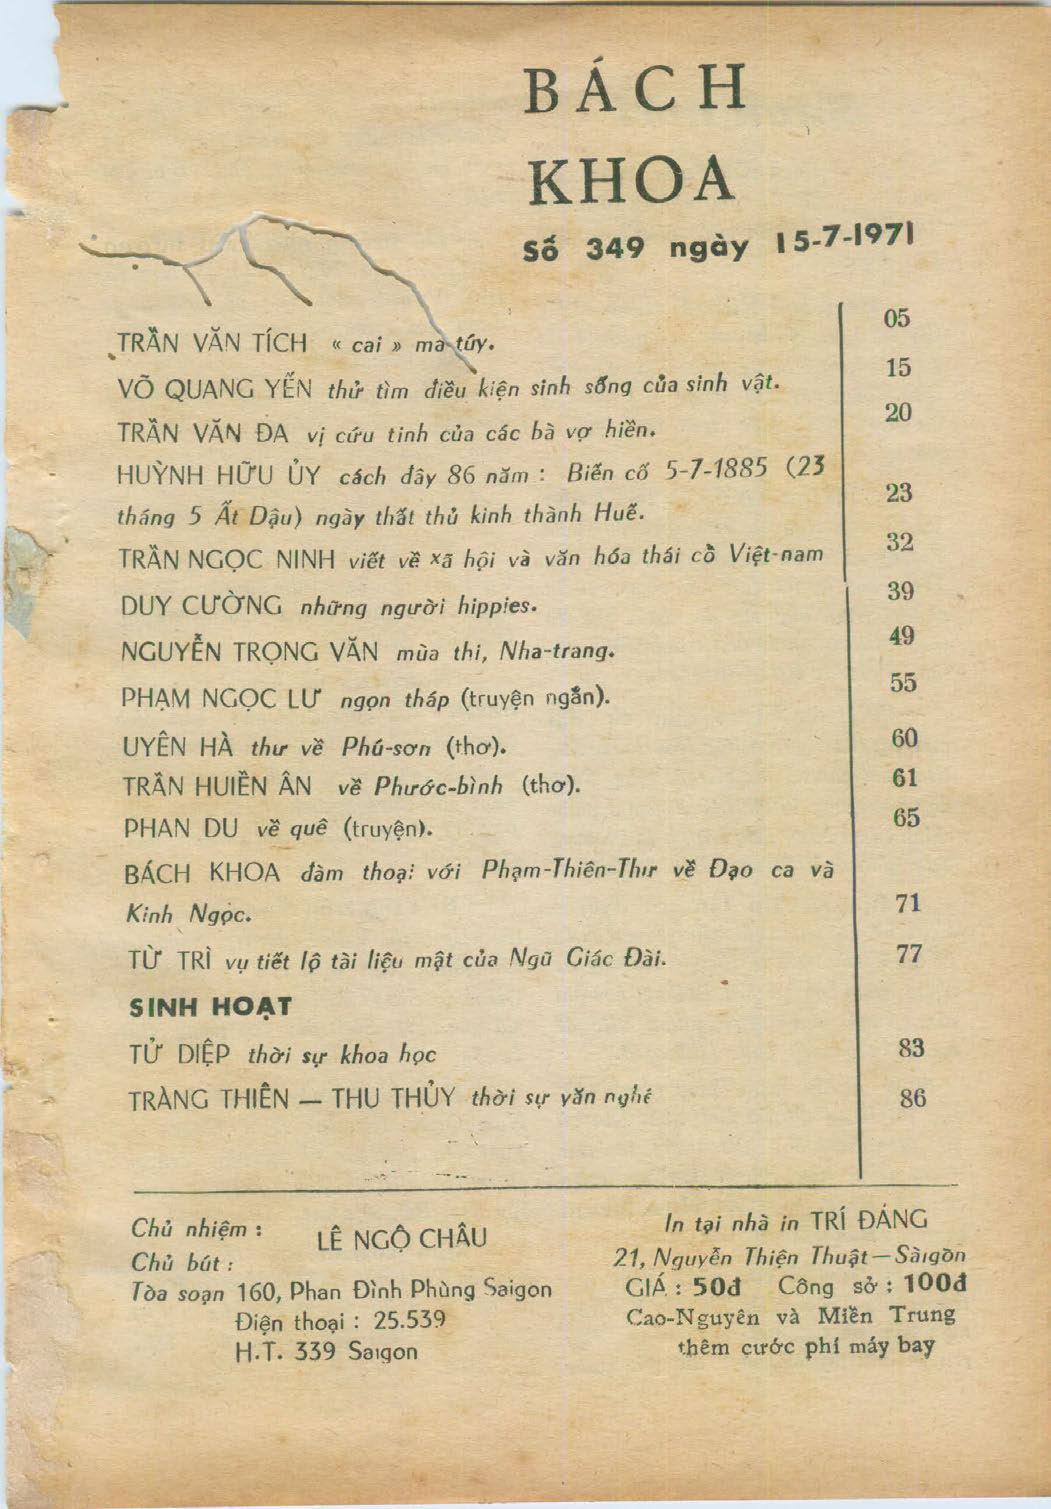 BÁCH
KHOA
Số 349 ngày 15-7-1971
TRẦN VĂN TÍCH « cai » ma túy. 05
VÕ QUANG YẾN thử tìm điều kiện sinh sống của sinh vật. 15
TRẦN VĂN ĐA vị cứu tinh của các bà vợ hiền. 20
HUỲNH HỮU ỦY cách đây 86 năm : Biến cố 5-7-1885 (23
tháng 5 Ất Dậu) ngày thất thủ kinh thành Huế. 23
TRẦN NGỌC NINH viết về xã hội và văn hóa thái cổ Việt-nam 32
DUY CƯỜNG những người hippies. 39
NGUYỄN TRỌNG VĂN mùa thi, Nha-trang. 49
PHẠM NGỌC LƯ ngọn tháp (truyện ngắn). 55
UYÊN HÀ thư về Phú-sơn (thơ). 60
TRẦN HUIỀN ÂN về Phước-bình (thơ). 61
PHAN DU về quê (truyện). 65
BÁCH KHOA đàm thoại với Phạm-Thiên-Thư về Đạo ca và
Kinh Ngọc. 71
TỪ TRÌ vụ tiết lộ tài liệu mật của Ngũ Giác Đài. 77
SINH HOẠT
TỬ DIỆP thời sự khoa học 83
TRÀNG THIÊN — THU THỦY thời sự văn nghệ 86
Chủ nhiệm :
LÊ NGỘ CHÂU
Chủ bút :
Tòa soạn 160, Phan Đình Phùng Saigon
Điện thoại : 25.539
H.T. 339 Saigon
In tại nhà in TRÍ ĐĂNG
21, Nguyễn Thiện Thuật — Sàigòn
GIÁ : 50đ Công sở : 100đ
Cao-Nguyên và Miền Trung
thêm cước phí máy bay